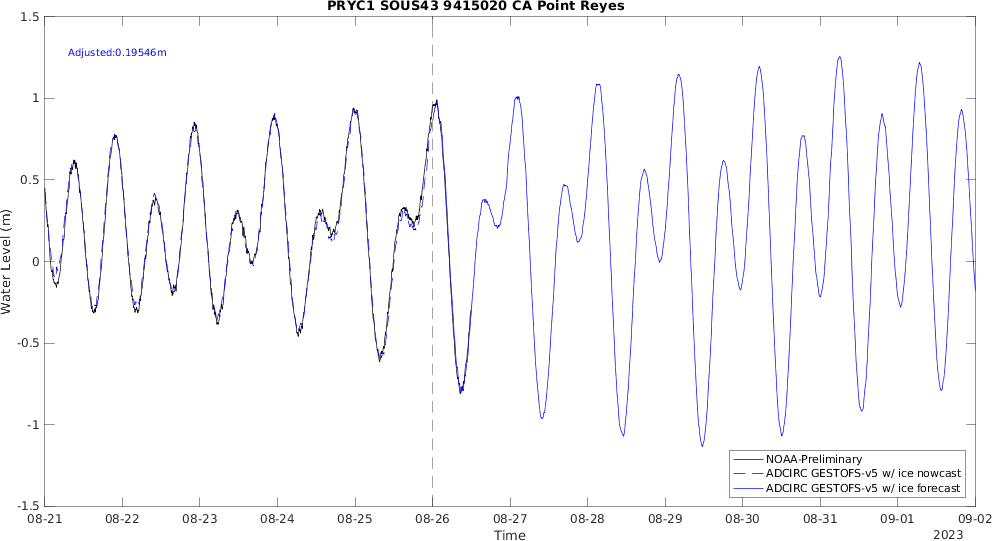 PRYC1 SOUS43 9415020 CA Point Reyes
Adjusted:0.19546m
Water Level (m)
1.5
1
0.5
0
-0.5
-1
-1.5
NOAA-Preliminary
ADCIRC GESTOFS-v5 w/ ice nowcast
ADCIRC GESTOFS-v5 w/ ice forecast
08-21 08-22 08-23 08-24 08-25 08-26 08-27 08-28 08-29 08-30 08-31 09-01 09-02
Time
2023